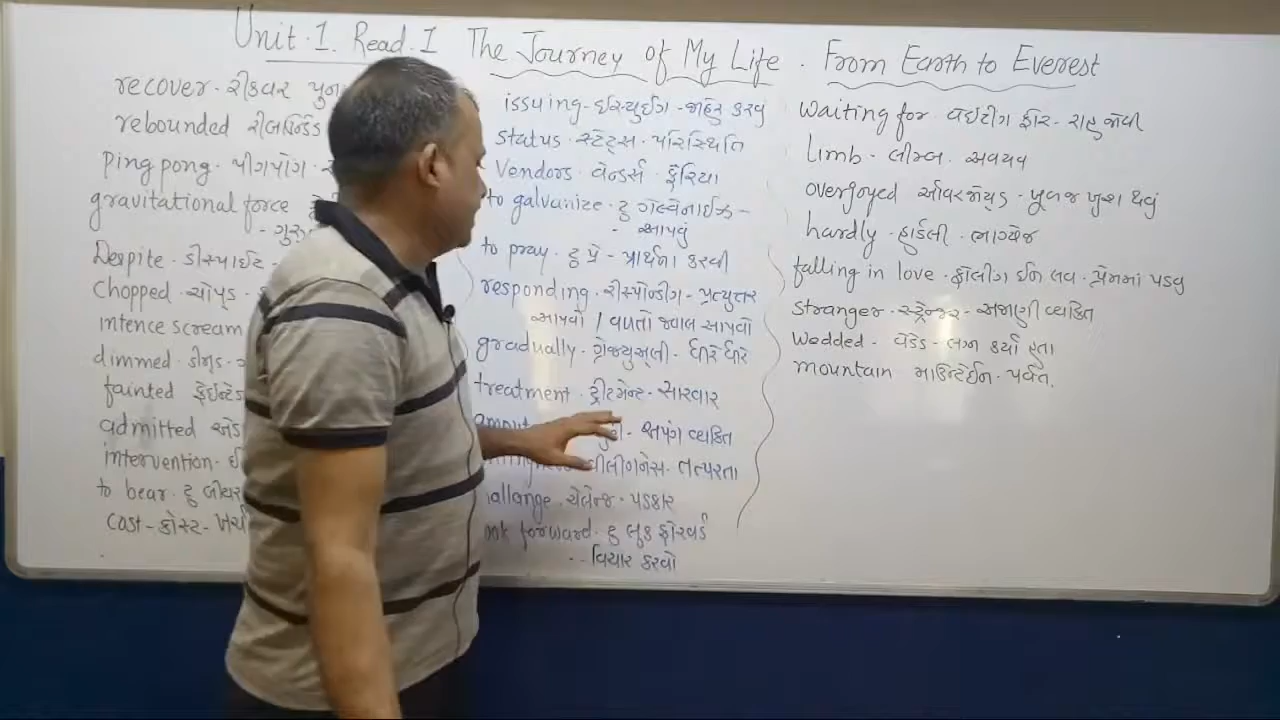 Unit.1. Read.1 The Journey of My Life . From Earth to Everest
recover. રીકવર
rebounded
ping pong. પીંગપોંગ .
gravitational force
- ગુરુ
Despite. ડીસ્પાઈટ -
Chopped. ચોપ્ડ .
intence scream
dimmed. ડીમ્ડ.
fainted
admitted
intervention.
to bear. ટુ બીયર
Cost - કોસ્ટ - ખર્ચ
issuing - ઈસ્યુઈંગ - જાહેર કરવું
Status. સ્ટેટ્સ. પરિસ્થિતિ
Vendors. વેન્ડર્સ. ફેરિયા
to galvanize. ટુ ગેલ્વેનાઈઝ -
- આપવું
to pray. ટુ પ્રે - પ્રાર્થના કરવી
responding. રીસ્પોન્ડીંગ - પ્રત્યુત્તર
આપવો / વળતો જવાબ આપવો
gradually. ગ્રેજ્યુઅલી. ધીરે ધીરે
treatment. ટ્રીટમેન્ટ - સારવાર
- અપંગ વ્યક્તિ
વીલીંગનેસ. તત્પરતા
allange. ચેલેન્જ. પડકાર
forward. ટુ લુક ફોરવર્ડ
- - વિચાર કરવો
waiting for. વેઈટીંગ ફોર - રાહ જોવી
Limb. લીમ્બ. અવયવ
overjoyed ઓવરજોય્ડ - ખૂબજ ખુશ થવું
hardly. હાર્ડલી. ભાગ્યેજ
falling in love. ફોલીંગ ઈન લવ. પ્રેમમાં પડવુ
Stranger. સ્ટ્રેન્જર - અજાણી વ્યક્તિ
Wedded - વેડેડ - લગ્ન કર્યા હતા
mountain માઉન્ટેઈન. પર્વત.